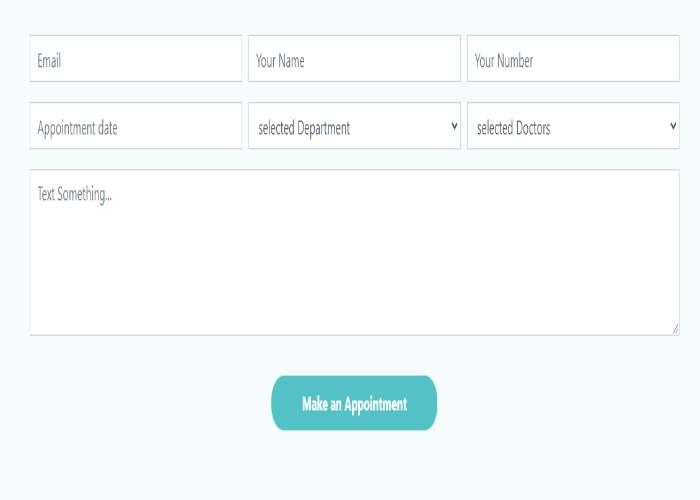 Email Your Name Your Number
Appointment date selected Department selected Doctors
Text Something...
Make an Appointment